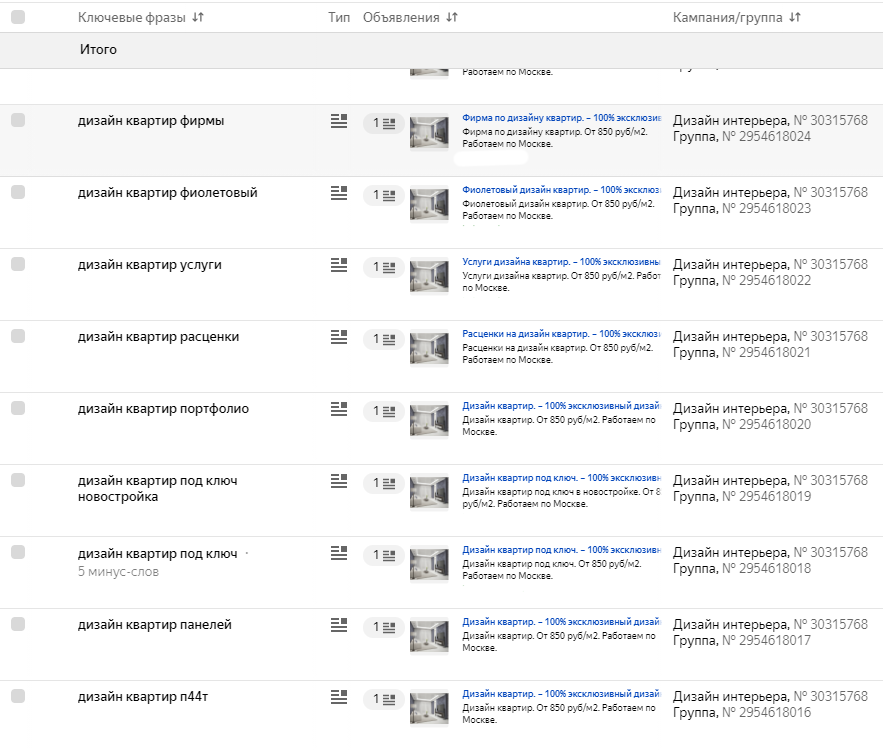 Ключевые фразы Тип Объявления Кампания/группа
Итого
Работаем по Москве.
дизайн квартир фирмы 1 Фирма по дизайну квартир. – 100% эксклюзив Дизайн интерьера, № 30315768
Фирма по дизайну квартир. От 850 руб/м2. Группа, № 2954618024
Работаем по Москве.
дизайн квартир фиолетовый 1 Фиолетовый дизайн квартир. – 100% эксклюз Дизайн интерьера, № 30315768
Фиолетовый дизайн квартир. От 850 руб/м2. Группа, № 2954618023
Работаем по Москве.
дизайн квартир услуги 1 Услуги дизайна квартир. – 100% эксклюзивны Дизайн интерьера, № 30315768
Услуги дизайна квартир. От 850 руб/м2. Работ Группа, № 2954618022
по Москве.
дизайн квартир расценки 1 Расценки на дизайн квартир. – 100% эксклюзи Дизайн интерьера, № 30315768
Расценки на дизайн квартир. От 850 руб/м2. Группа, № 2954618021
Работаем по Москве.
дизайн квартир портфолио 1 Дизайн квартир. – 100% эксклюзивный дизай Дизайн интерьера, № 30315768
Дизайн квартир. От 850 руб/м2. Работаем по Группа, № 2954618020
Москве.
дизайн квартир под ключ 1 Дизайн квартир под ключ. – 100% эксклюзивн Дизайн интерьера, № 30315768
новостройка Дизайн квартир под ключ в новостройке. От 8 Группа, № 2954618019
руб/м2. Работаем по Москве.
дизайн квартир под ключ · 1 Дизайн квартир под ключ. – 100% эксклюзивн Дизайн интерьера, № 30315768
5 минус-слов Дизайн квартир под ключ. От 850 руб/м2. Группа, № 2954618018
Работаем по Москве.
дизайн квартир панелей 1 Дизайн квартир. – 100% эксклюзивный дизай Дизайн интерьера, № 30315768
Дизайн квартир. От 850 руб/м2. Работаем по Группа, № 2954618017
Москве.
дизайн квартир п44т 1 Дизайн квартир. – 100% эксклюзивный дизай Дизайн интерьера, № 30315768
Дизайн квартир. От 850 руб/м2. Работаем по Группа, № 2954618016
Москве.